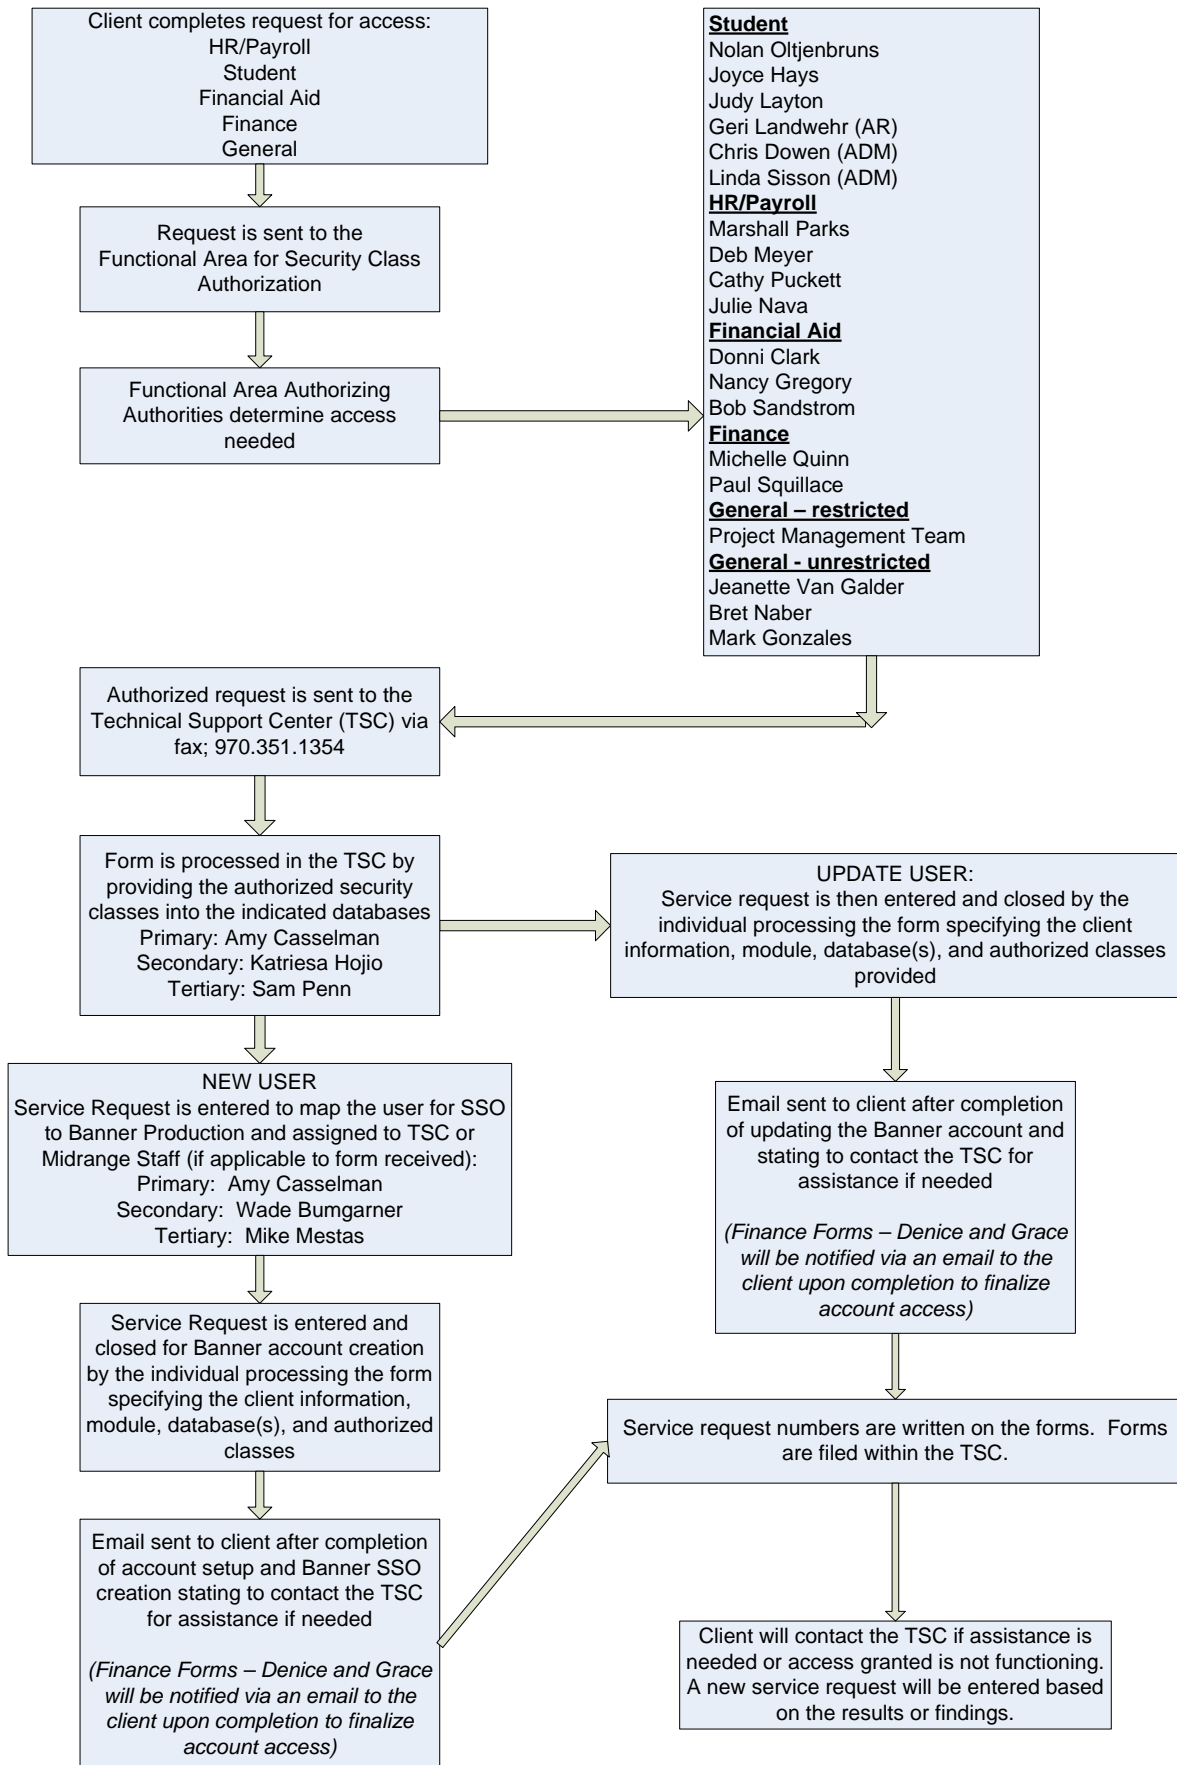 Client completes request for access:
HR/Payroll
Student
Financial Aid
Finance
General
Request is sent to the
Functional Area for Security Class
Authorization
Functional Area Authorizing
Authorities determine access
needed
Student
Nolan Oltjenbruns
Joyce Hays
Judy Layton
Geri Landwehr (AR)
Chris Dowen (ADM)
Linda Sisson (ADM)
HR/Payroll
Marshall Parks
Deb Meyer
Cathy Puckett
Julie Nava
Financial Aid
Donni Clark
Nancy Gregory
Bob Sandstrom
Finance
Michelle Quinn
Paul Squillace
General – restricted
Project Management Team
General - unrestricted
Jeanette Van Galder
Bret Naber
Mark Gonzales
Authorized request is sent to the
Technical Support Center (TSC) via
fax; 970.351.1354
Form is processed in the TSC by
providing the authorized security
classes into the indicated databases
Primary: Amy Casselman
Secondary: Katriesa Hojio
Tertiary: Sam Penn
UPDATE USER:
Service request is then entered and closed by the
individual processing the form specifying the client
information, module, database(s), and authorized classes
provided
NEW USER
Service Request is entered to map the user for SSO
to Banner Production and assigned to TSC or
Midrange Staff (if applicable to form received):
Primary: Amy Casselman
Secondary: Wade Bumgarner
Tertiary: Mike Mestas
Email sent to client after completion
of updating the Banner account and
stating to contact the TSC for
assistance if needed
(Finance Forms – Denice and Grace
will be notified via an email to the
client upon completion to finalize
account access)
Service Request is entered and
closed for Banner account creation
by the individual processing the form
specifying the client information,
module, database(s), and authorized
classes
Service request numbers are written on the forms. Forms
are filed within the TSC.
Email sent to client after completion
of account setup and Banner SSO
creation stating to contact the TSC
for assistance if needed
(Finance Forms – Denice and Grace
will be notified via an email to the
client upon completion to finalize
account access)
Client will contact the TSC if assistance is
needed or access granted is not functioning.
A new service request will be entered based
on the results or findings.